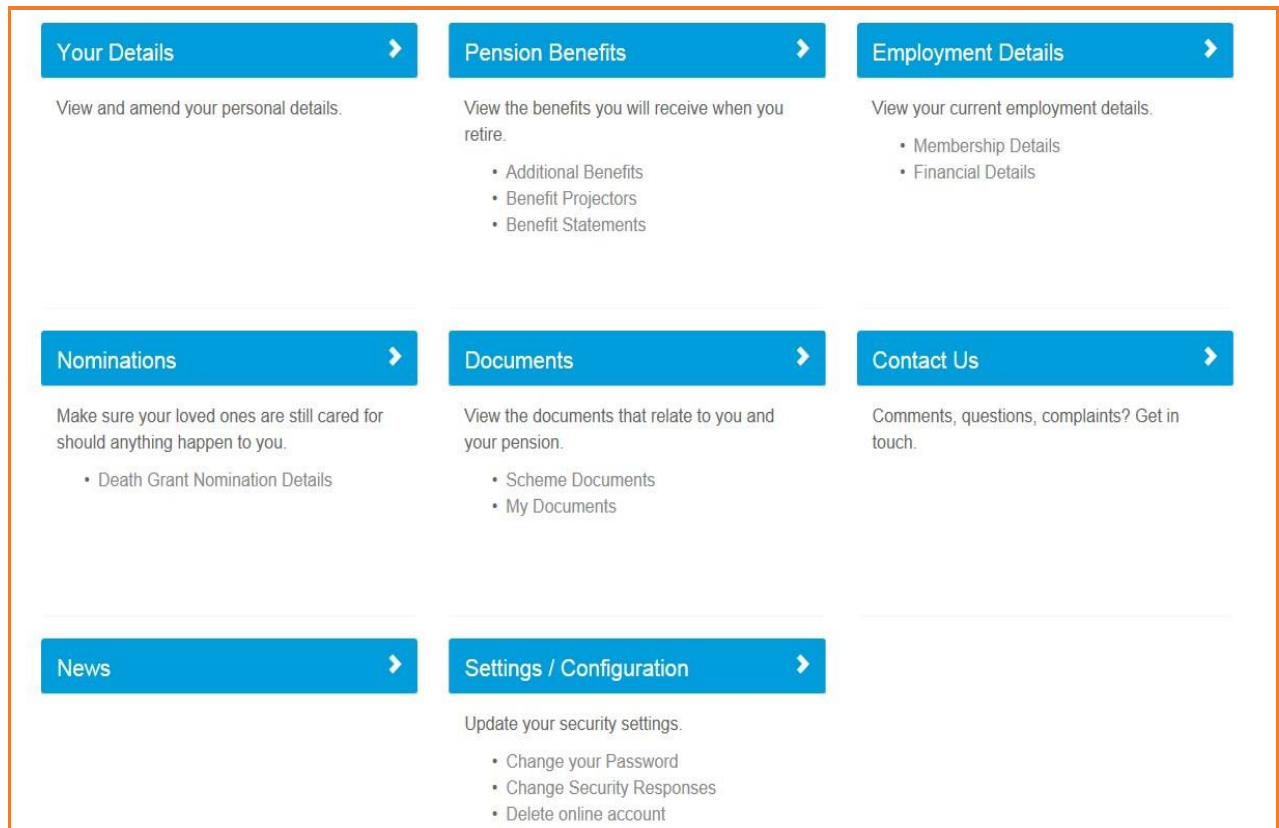 Your Details
View and amend your personal details.
Pension Benefits
View the benefits you will receive when you
retire.
• Additional Benefits
• Benefit Projectors
• Benefit Statements
Employment Details
View your current employment details.
• Membership Details
• Financial Details
Nominations
Make sure your loved ones are still cared for
should anything happen to you.
• Death Grant Nomination Details
Documents
View the documents that relate to you and
your pension.
• Scheme Documents
• My Documents
Contact Us
Comments, questions, complaints? Get in
touch.
News
Settings / Configuration
Update your security settings.
• Change your Password
• Change Security Responses
• Delete online account